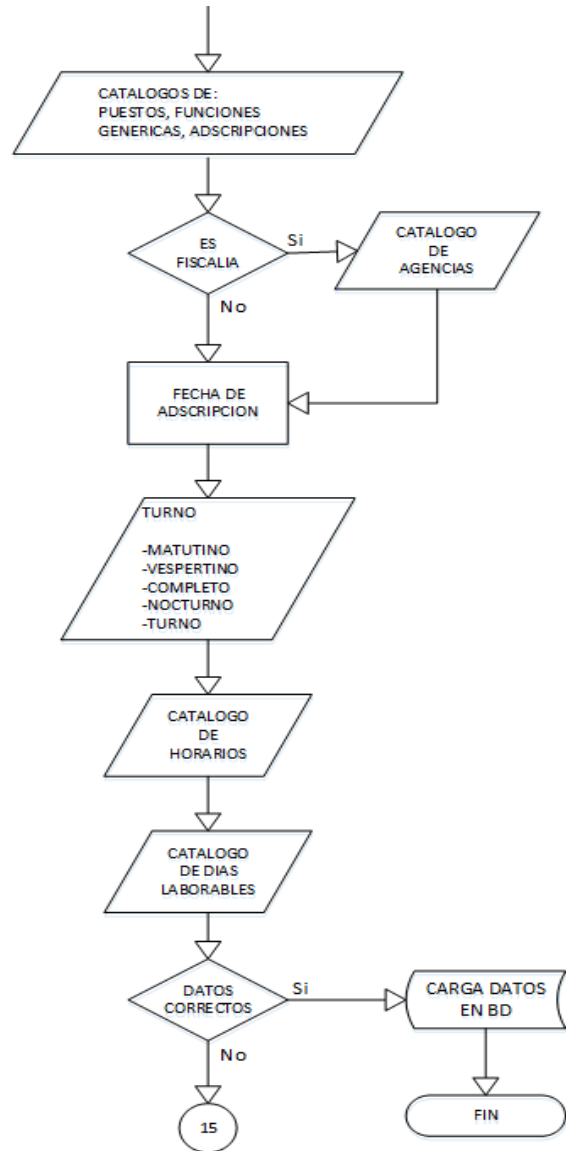 CATALOGOS DE:
PUESTOS, FUNCIONES
GENERICAS, ADSCRIPCIONES
ES
FISCALIA
Si
CATALOGO
DE
AGENCIAS
No
FECHA DE
ADSCRIPCION
TURNO
-MATUTINO
-VESPERTINO
-COMPLETO
-NOCTURNO
-TURNO
CATALOGO
DE
HORARIOS
CATALOGO
DE DIAS
LABORABLES
DATOS
CORRECTOS
Si
CARGA DATOS
EN BD
No
15
FIN